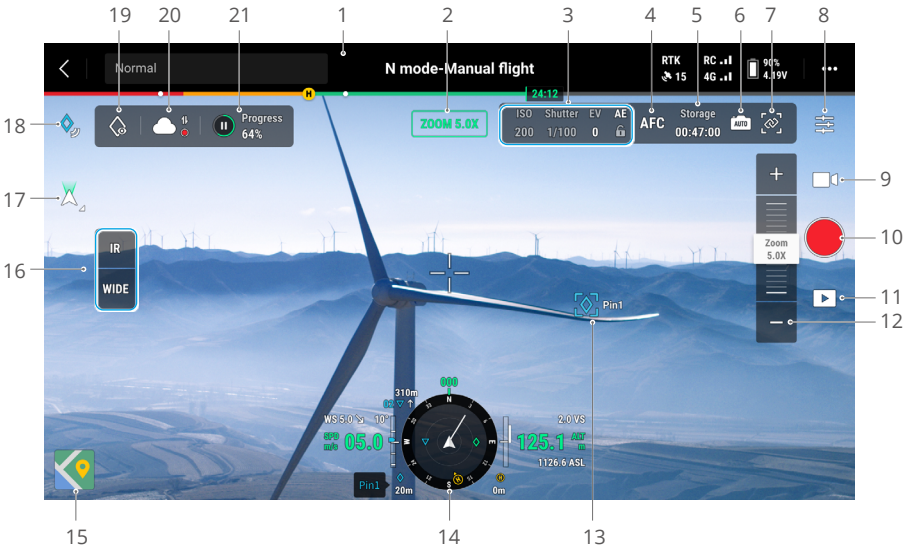 19 20 21 1 2 3 4 5 6 7 8
Normal
N mode-Manual flight
RTK
15
RC
4G
90%
4.19V
H
24:12
18
Progress
64%
ZOOM 5.0X
ISO Shutter EV AE
200 1/100 0
AFC
Storage
00:47:00
AUTO
9
17
10
16
IR
WIDE
+
Zoom
5.0X
11
12
−
Pin1
310m
000
WS 5.0
10°
SPD
m/s
05.0
N
E
S
W
2.0 VS
125.1
ALT
m
1126.6 ASL
Pin1
20m
0m
15 14 13